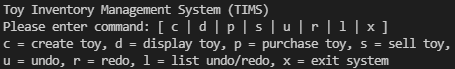 Toy Inventory Management System (TIMS)
Please enter command: [ c | d | p | s | u | r | l | x ]
c = create toy, d = display toy, p = purchase toy, s = sell toy,
u = undo, r = redo, l = list undo/redo, x = exit system